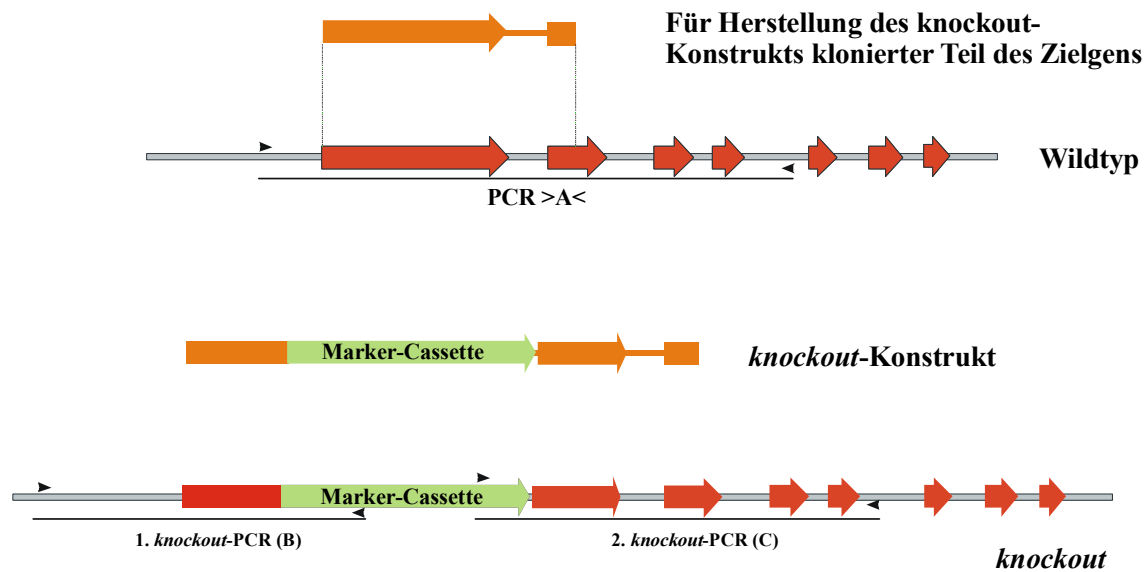 Für Herstellung des knockout-
Konstrukts klonierter Teil des Zielgens
Wildtyp
PCR >A<
Marker-Cassette
knockout-Konstrukt
Marker-Cassette
1. knockout-PCR (B)
2. knockout-PCR (C)
knockout